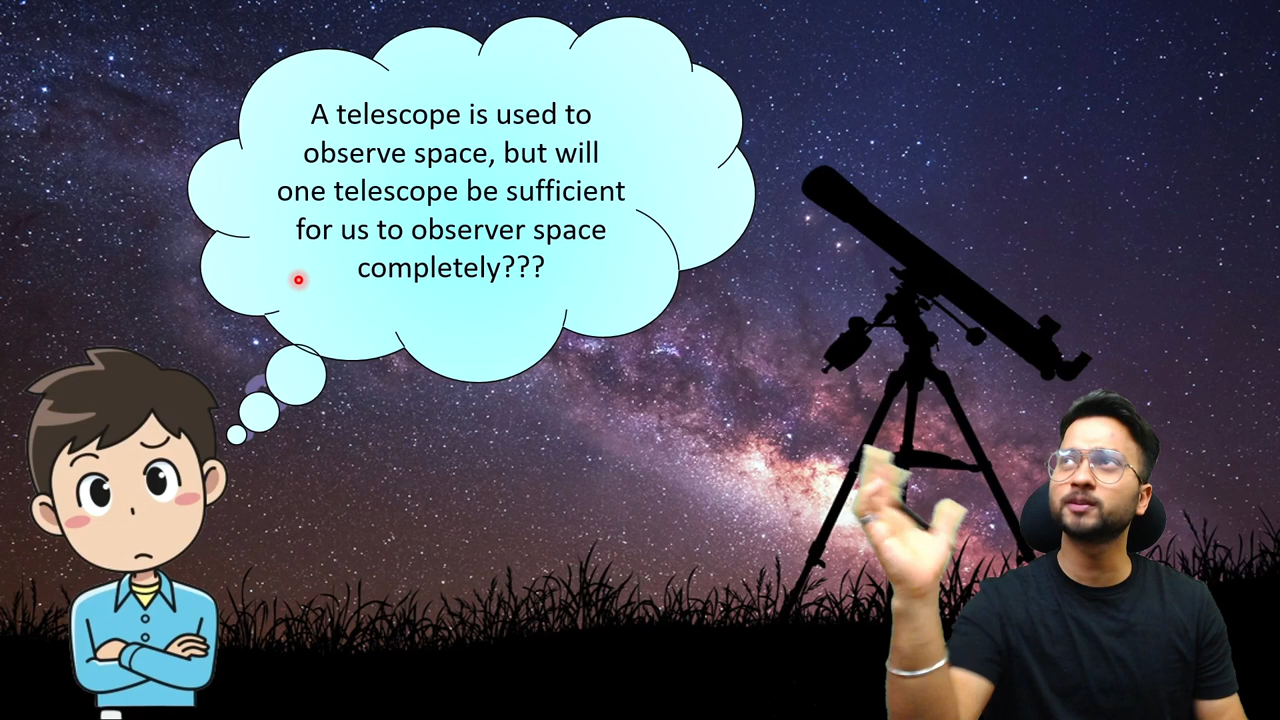 A telescope is used to
observe space, but will
one telescope be sufficient
for us to observer space
completely???